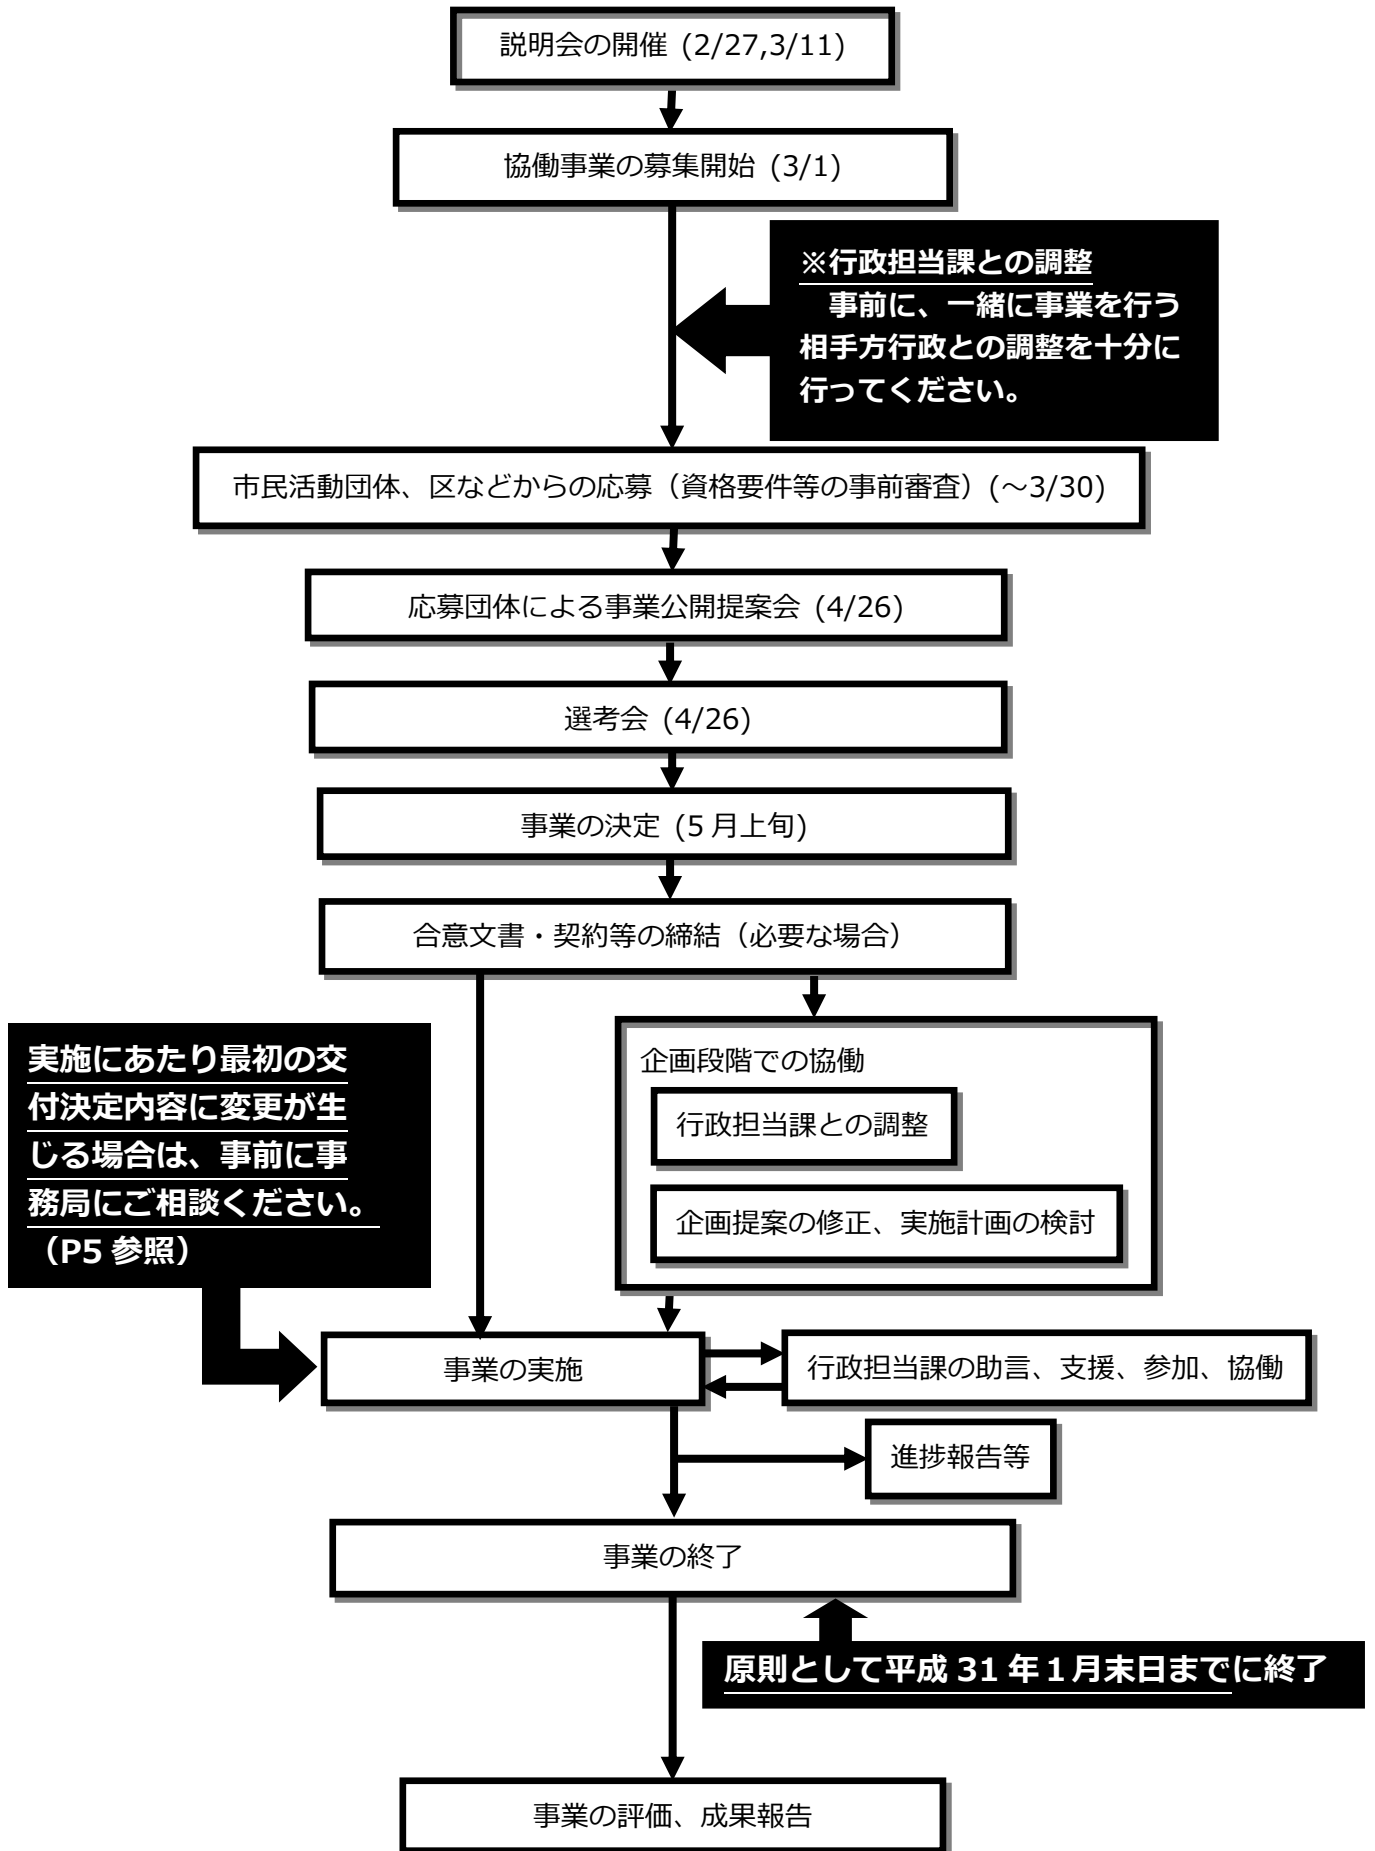 説明会の開催 (2/27,3/11)
協働事業の募集開始 (3/1)
※行政担当課との調整
事前に、一緒に事業を行う
相手方行政との調整を十分に
行ってください。
市民活動団体、区などからの応募（資格要件等の事前審査）(～3/30)
応募団体による事業公開提案会 (4/26)
選考会 (4/26)
事業の決定 (5 月上旬)
合意文書・契約等の締結（必要な場合）
実施にあたり最初の交
付決定内容に変更が生
じる場合は、事前に事
務局にご相談ください。
（P5 参照）
企画段階での協働
行政担当課との調整
企画提案の修正、実施計画の検討
事業の実施
行政担当課の助言、支援、参加、協働
進捗報告等
事業の終了
原則として平成 31 年１月末日までに終了
事業の評価、成果報告